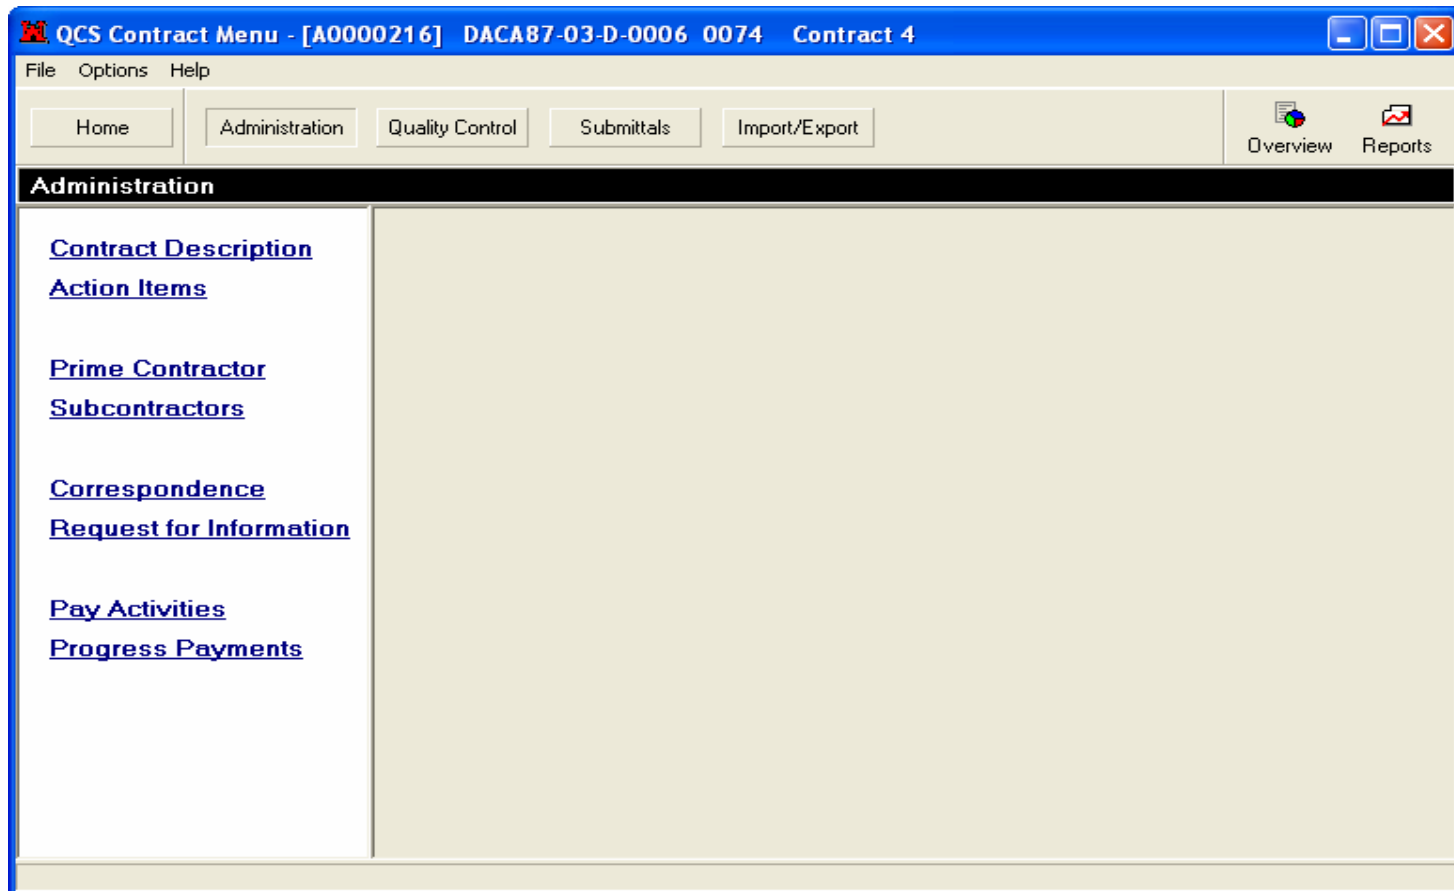 QCS Contract Menu - [A0000216] DACA87-03-D-0006 0074 Contract 4
File Options Help
Home Administration Quality Control Submittals Import/Export Overview Reports
Administration
Contract Description
Action Items
Prime Contractor
Subcontractors
Correspondence
Request for Information
Pay Activities
Progress Payments